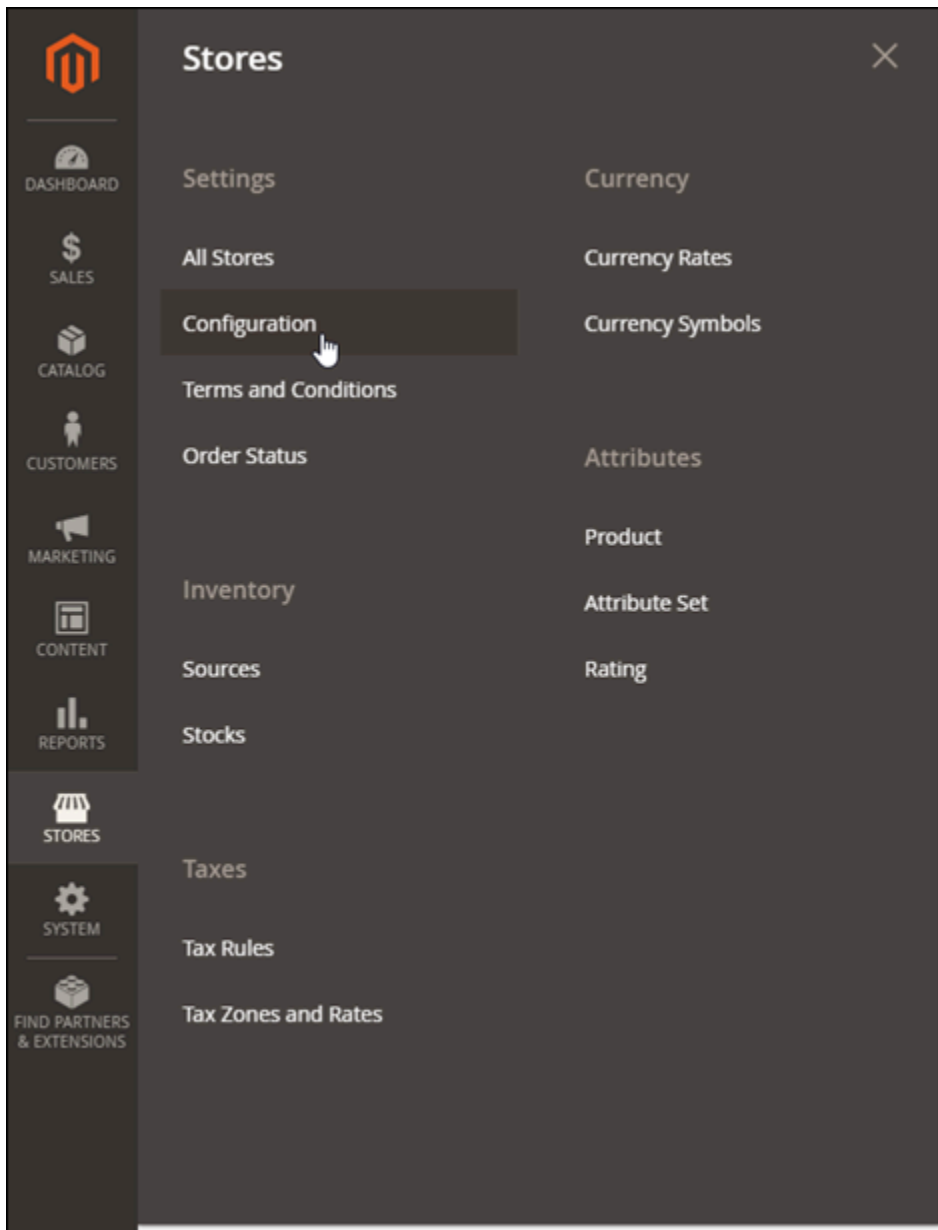 DASHBOARD
SALES
CATALOG
CUSTOMERS
MARKETING
CONTENT
REPORTS
STORES
SYSTEM
FIND PARTNERS
& EXTENSIONS
Stores
Settings
All Stores
Configuration
Terms and Conditions
Order Status
Inventory
Sources
Stocks
Taxes
Tax Rules
Tax Zones and Rates
Currency
Currency Rates
Currency Symbols
Attributes
Product
Attribute Set
Rating